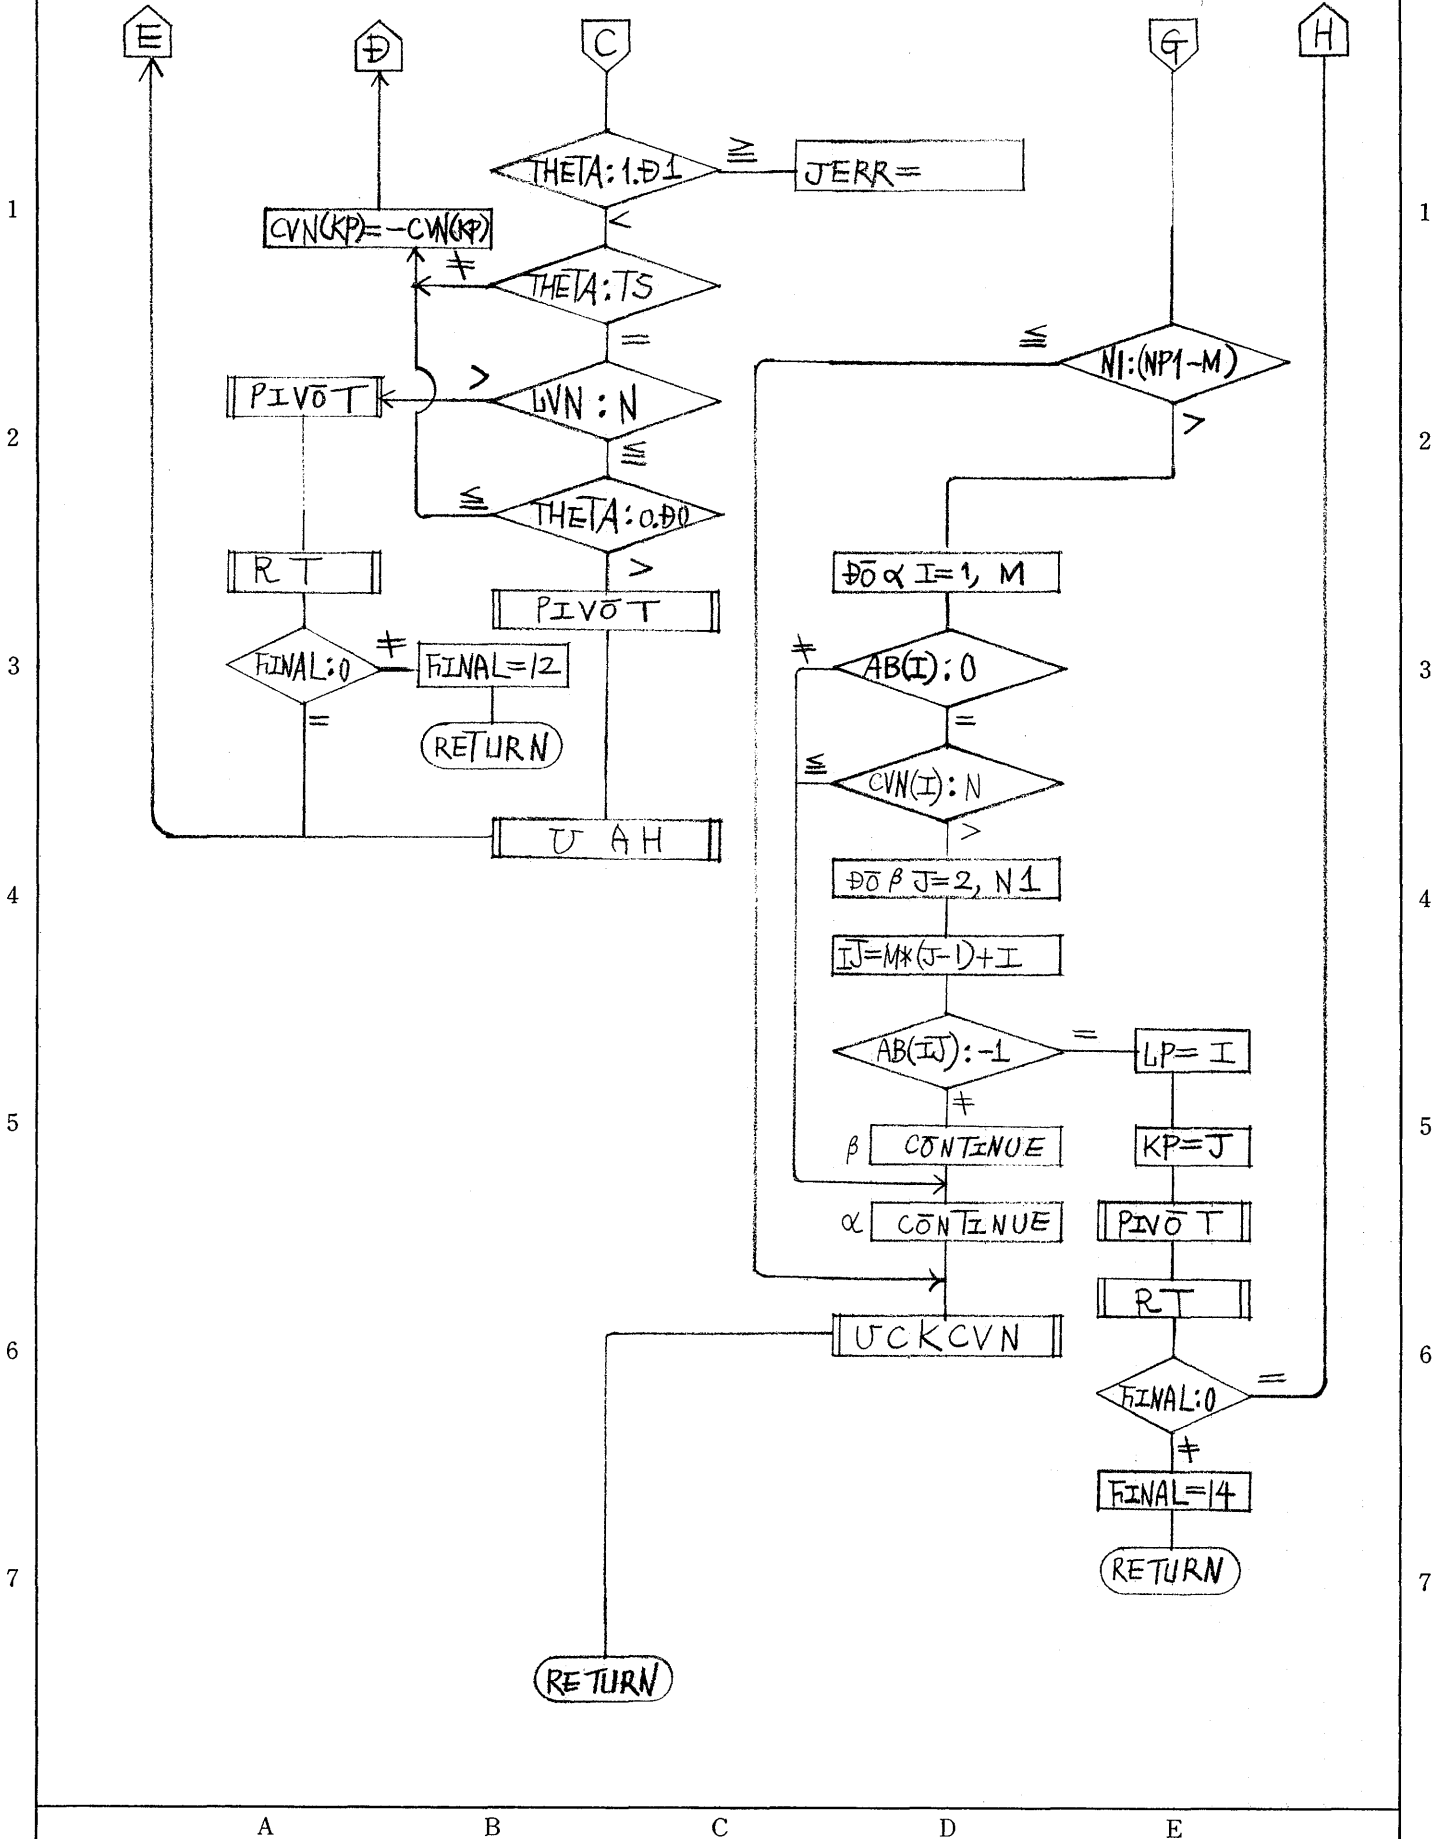 E
D
C
G
H
THETA:1.D1
≧
JERR=
1
1
<
CVN(KP)=-CVN(KP)
≠
THETA:TS
=
≦
N1:(NP1-M)
>
PIVOT
>
LVN:N
2
2
≦
≦
THETA:0.D0
>
RT
PIVOT
DO α I=1, M
3
3
FINAL:0
≠
FINAL=12
≠
AB(I):0
=
=
RETURN
≦
CVN(I):N
>
U AH
DO β J=2, N1
4
4
IJ=M*(J-1)+I
AB(IJ):-1
=
LP=I
≠
5
5
β
CONTINUE
KP=J
α
CONTINUE
PIVOT
RT
6
6
UCKCVN
FINAL:0
=
≠
FINAL=14
RETURN
7
7
RETURN
A
B
C
D
E